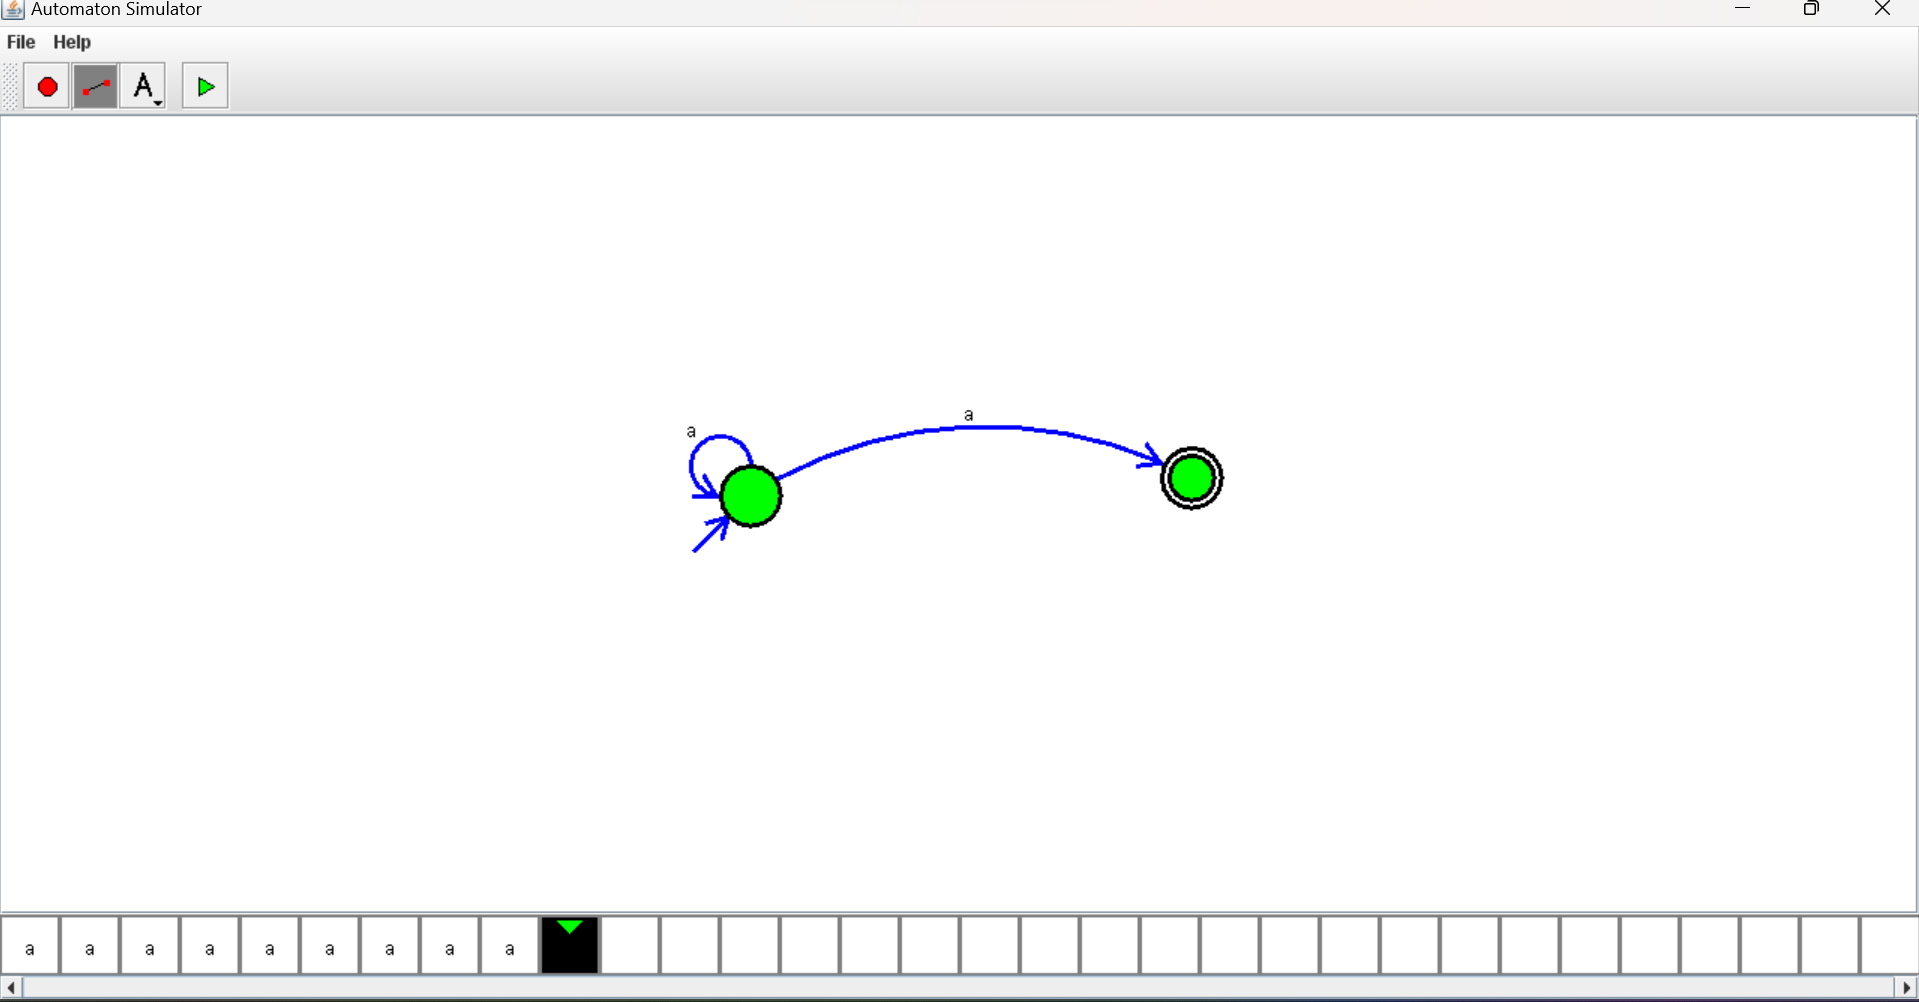 Automaton Simulator
File Help
A
a
a
a a a a a a a a a